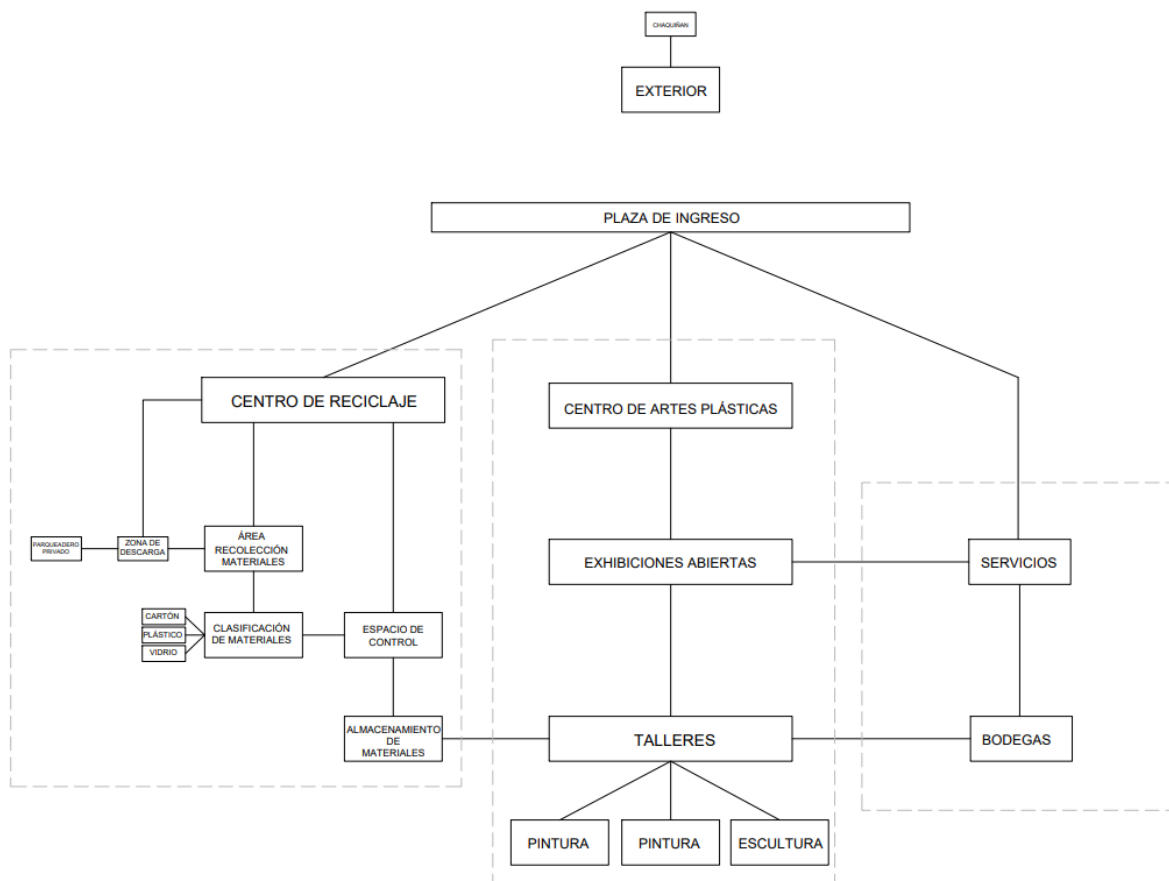 CHAQUIÑAN
EXTERIOR
PLAZA DE INGRESO
CENTRO DE RECICLAJE
CENTRO DE ARTES PLÁSTICAS
PARQUEADERO
PRIVADO
ZONA DE
DESCARGA
ÁREA
RECOLECCIÓN
MATERIALES
EXHIBICIONES ABIERTAS
SERVICIOS
CARTÓN
PLÁSTICO
VIDRIO
CLASIFICACIÓN
DE MATERIALES
ESPACIO DE
CONTROL
ALMACENAMIENTO
DE
MATERIALES
TALLERES
BODEGAS
PINTURA
PINTURA
ESCULTURA